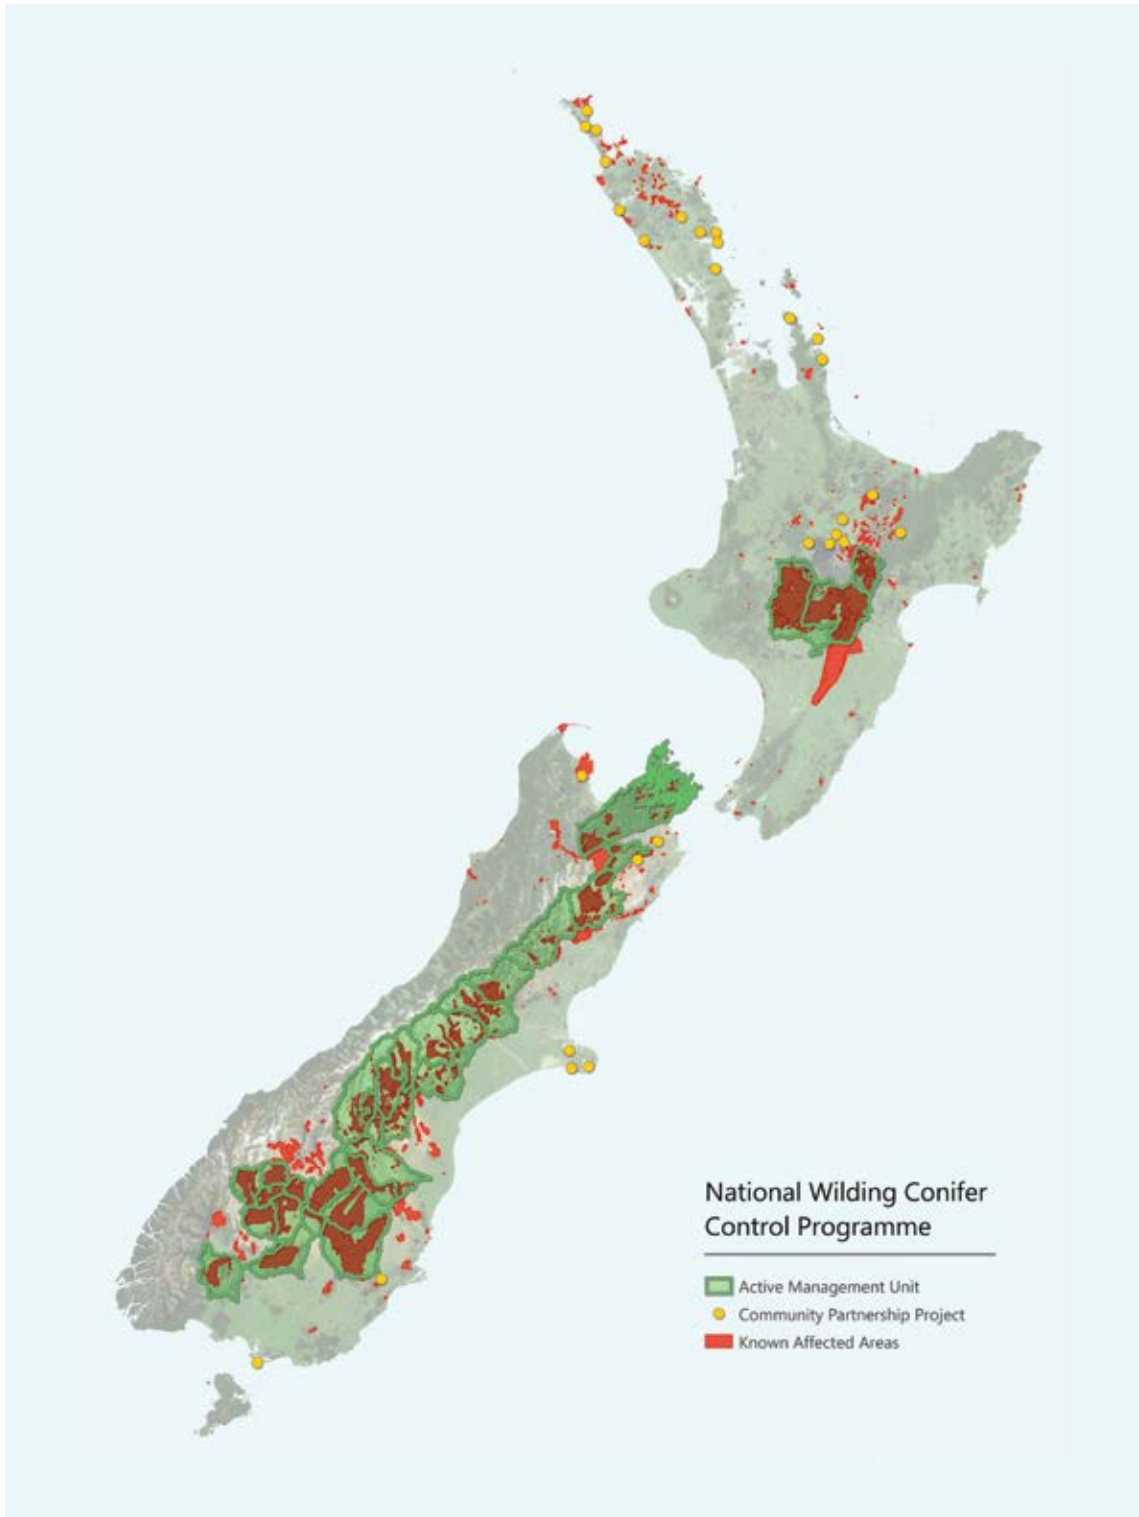 National Wilding Conifer
Control Programme
Active Management Unit
Community Partnership Project
Known Affected Areas